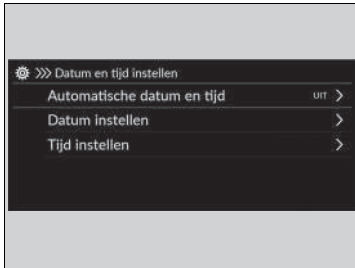 Datum en tijd instellen
Automatische datum en tijd UIT
Datum instellen
Tijd instellen